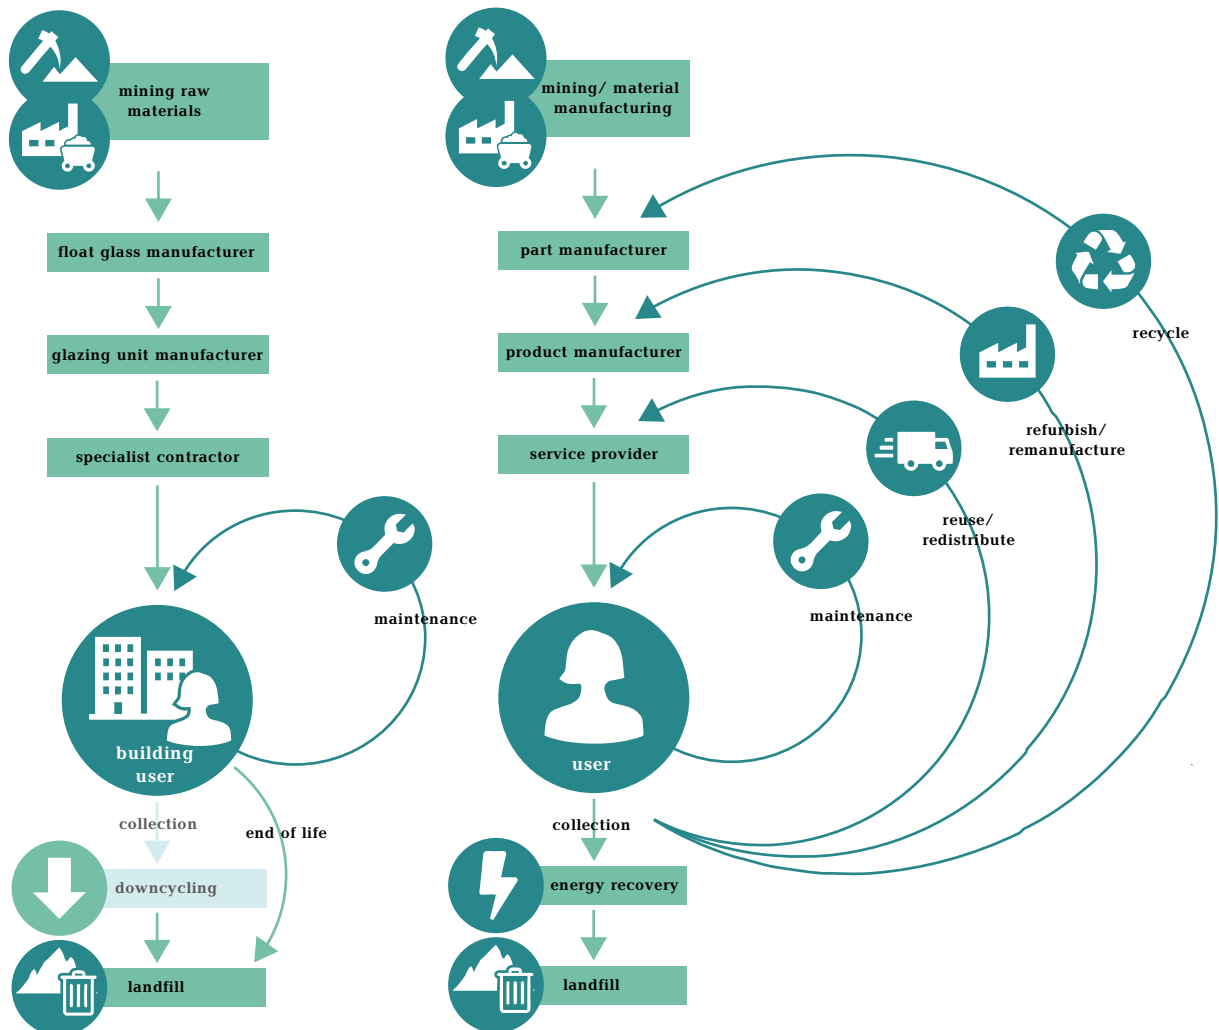 mining raw
materials
float glass manufacturer
glazing unit manufacturer
specialist contractor
maintenance
building
user
collection
end of life
downcycling
landfill
mining/ material
manufacturing
part manufacturer
product manufacturer
service provider
recycle
refurbish/
remanufacture
reuse/
redistribute
maintenance
user
collection
energy recovery
landfill